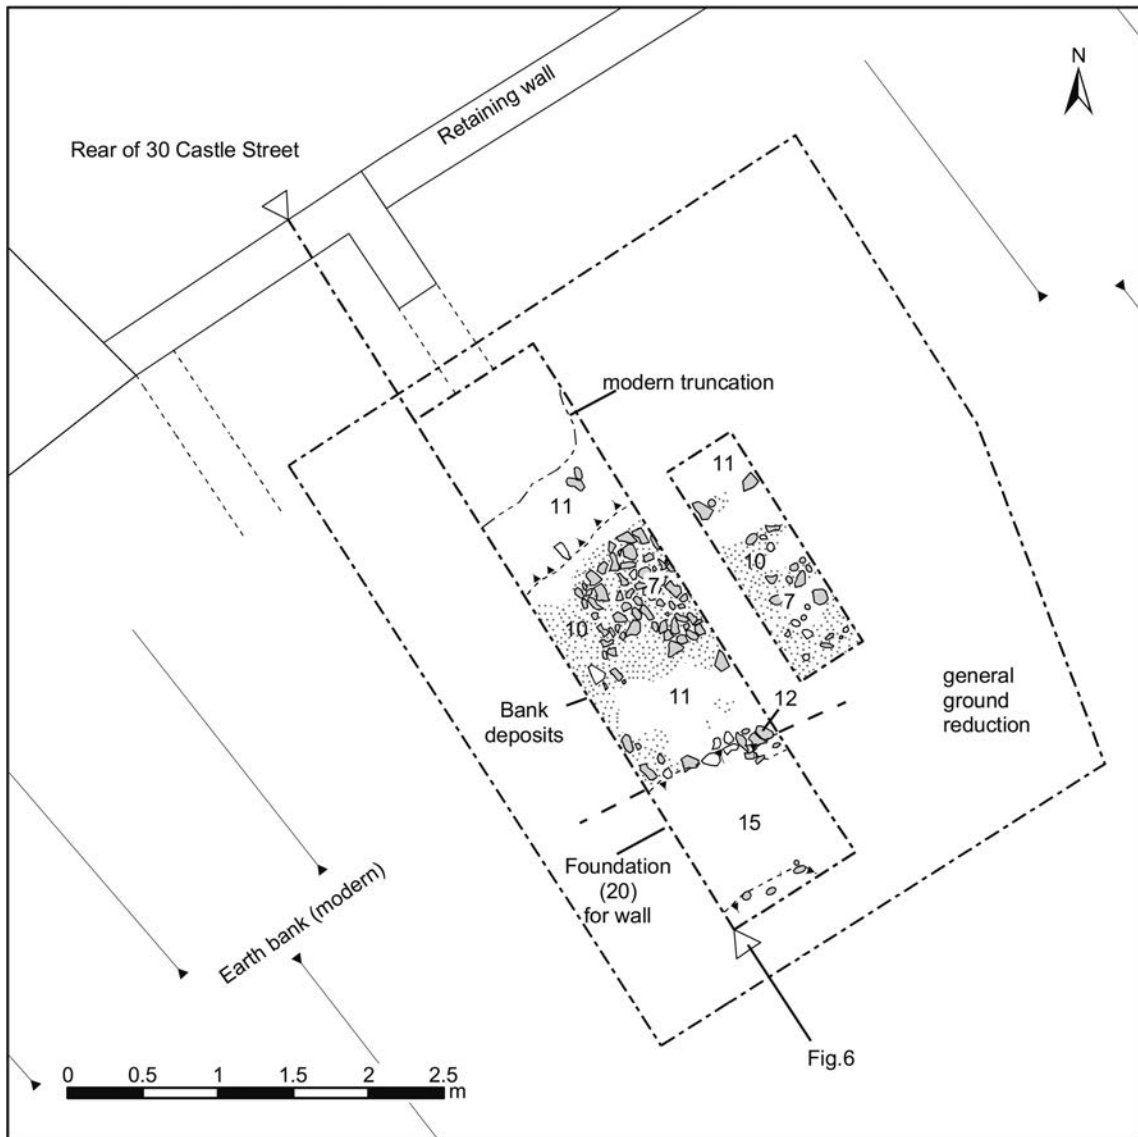 N
Retaining wall
Rear of 30 Castle Street
modern truncation
11
11
10
7
7
10
11
12
Bank
deposits
general
ground
reduction
15
Foundation
(20)
for wall
Earth bank (modern)
Fig.6
0 0.5 1 1.5 2 2.5
m